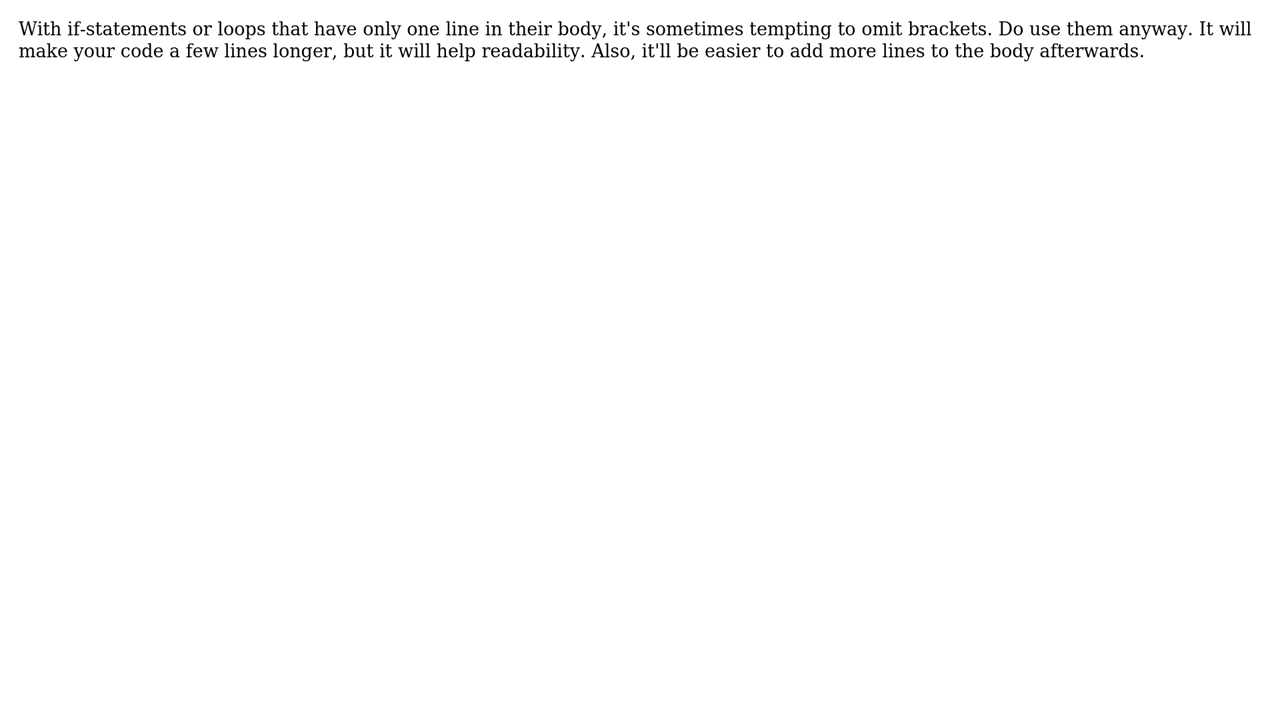 With if-statements or loops that have only one line in their body, it's sometimes tempting to omit brackets. Do use them anyway. It will
make your code a few lines longer, but it will help readability. Also, it'll be easier to add more lines to the body afterwards.